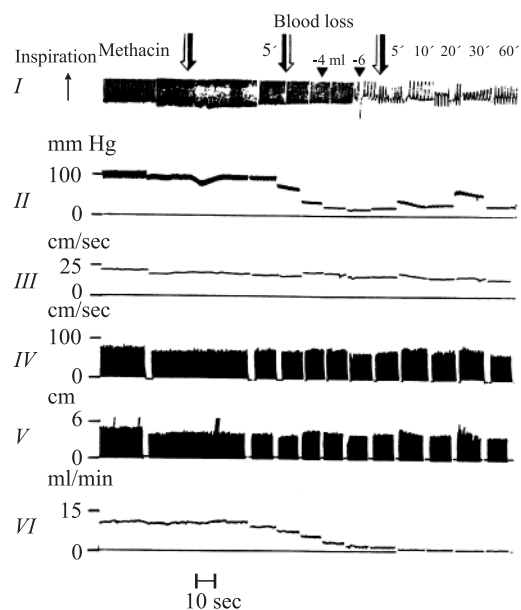 Blood loss
Inspiration Methacin 5´ -4 ml -6 5´ 10´ 20´ 30´ 60´
I
mm Hg
100
II
0
cm/sec
25
III
0
cm/sec
100
IV
0
cm
6
V
0
ml/min
15
VI
0
10 sec